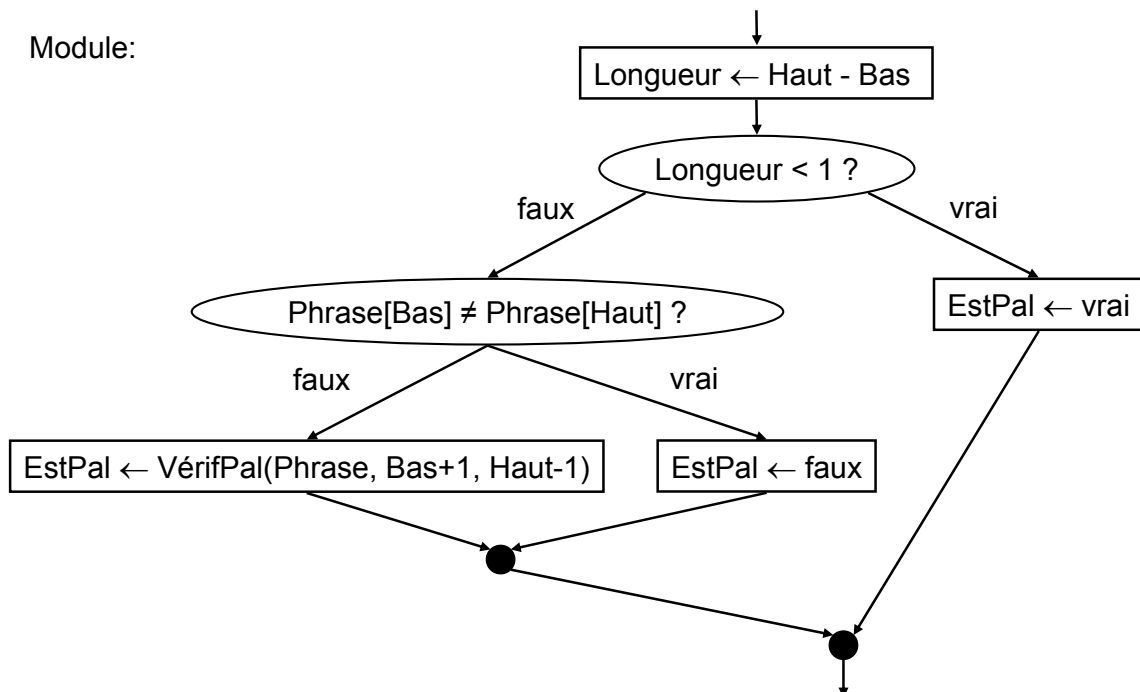 Module:
Longueur ← Haut - Bas
Longueur < 1 ?
faux
vrai
Phrase[Bas] ≠ Phrase[Haut] ?
EstPal ← vrai
faux
vrai
EstPal ← VérifPal(Phrase, Bas+1, Haut-1)
EstPal ← faux